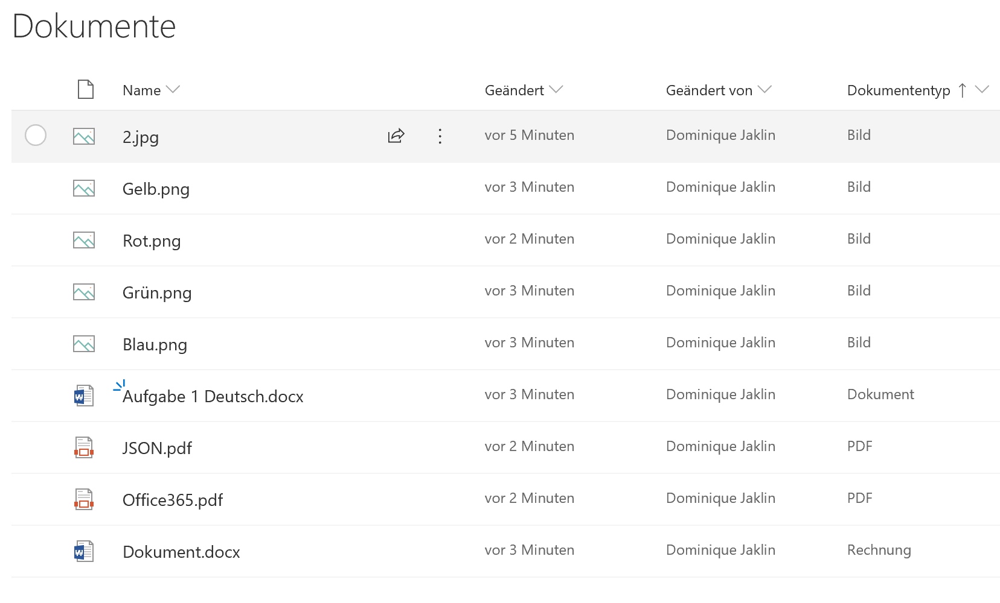 Dokumente
Name Geändert Geändert von Dokumententyp
2.jpg vor 5 Minuten Dominique Jaklin Bild
Gelb.png vor 3 Minuten Dominique Jaklin Bild
Rot.png vor 2 Minuten Dominique Jaklin Bild
Grün.png vor 3 Minuten Dominique Jaklin Bild
Blau.png vor 3 Minuten Dominique Jaklin Bild
Aufgabe 1 Deutsch.docx vor 3 Minuten Dominique Jaklin Dokument
JSON.pdf vor 2 Minuten Dominique Jaklin PDF
Office365.pdf vor 2 Minuten Dominique Jaklin PDF
Dokument.docx vor 3 Minuten Dominique Jaklin Rechnung